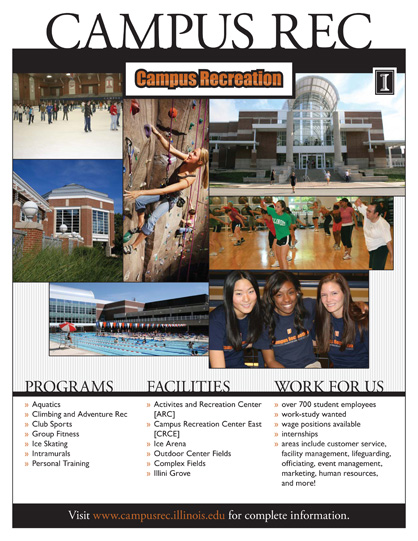 CAMPUS REC
Campus Recreation
I
PROGRAMS
» Aquatics
» Climbing and Adventure Rec
» Club Sports
» Group Fitness
» Ice Skating
» Intramurals
» Personal Training
FACILITIES
» Activites and Recreation Center
[ARC]
» Campus Recreation Center East
[CRCE]
» Ice Arena
» Outdoor Center Fields
» Complex Fields
» Illini Grove
WORK FOR US
» over 700 student employees
» work-study wanted
» wage positions available
» internships
» areas include customer service,
facility management, lifeguarding,
officiating, event management,
marketing, human resources,
and more!
Visit www.campusrec.illinois.edu for complete information.